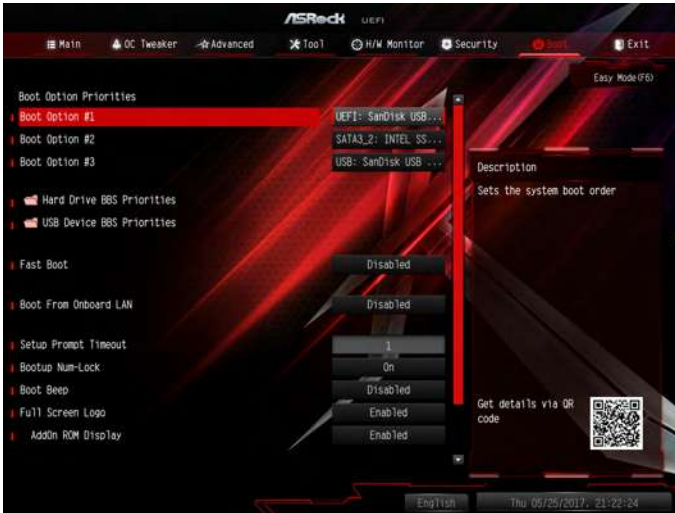 ASRock UEFI
Main OC Tweaker Advanced Tool H/W Monitor Security Boot Exit
Easy Mode(F6)
Boot Option Priorities
Boot Option #1 UEFI: SanDisk USB...
Boot Option #2 SATA3_2: INTEL SS...
Boot Option #3 USB: SanDisk USB ...
Hard Drive BBS Priorities
USB Device BBS Priorities
Fast Boot Disabled
Boot From Onboard LAN Disabled
Setup Prompt Timeout 1
Bootup Num-Lock On
Boot Beep Disabled
Full Screen Logo Enabled
AddOn ROM Display Enabled
Description
Sets the system boot order
Get details via QR
code
English Thu 05/25/2017, 21:22:24